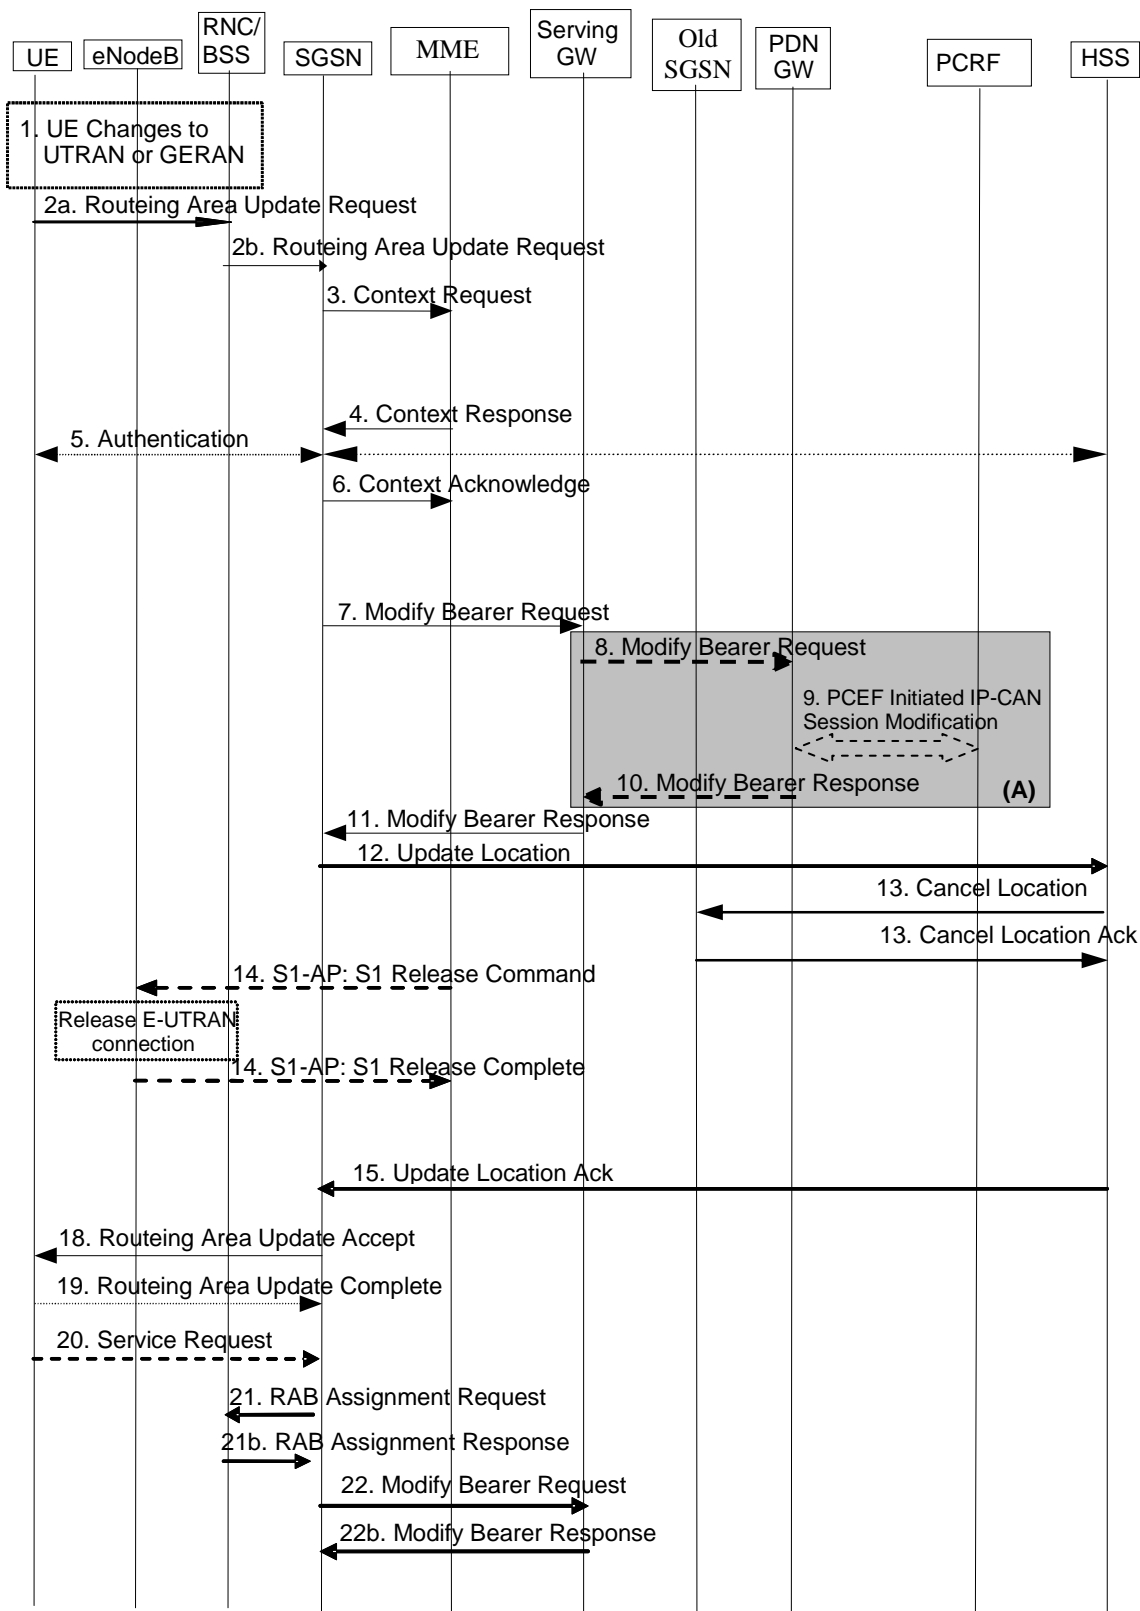 UE
eNodeB
RNC/
BSS
SGSN
MME
Serving
GW
Old
SGSN
PDN
GW
PCRF
HSS
1. UE Changes to
UTRAN or GERAN
2a. Routeing Area Update Request
2b. Routeing Area Update Request
3. Context Request
4. Context Response
5. Authentication
6. Context Acknowledge
7. Modify Bearer Request
8. Modify Bearer Request
9. PCEF Initiated IP-CAN
Session Modification
10. Modify Bearer Response
(A)
11. Modify Bearer Response
12. Update Location
13. Cancel Location
13. Cancel Location Ack
14. S1-AP: S1 Release Command
Release E-UTRAN
connection
14. S1-AP: S1 Release Complete
15. Update Location Ack
18. Routeing Area Update Accept
19. Routeing Area Update Complete
20. Service Request
21. RAB Assignment Request
21b. RAB Assignment Response
22. Modify Bearer Request
22b. Modify Bearer Response